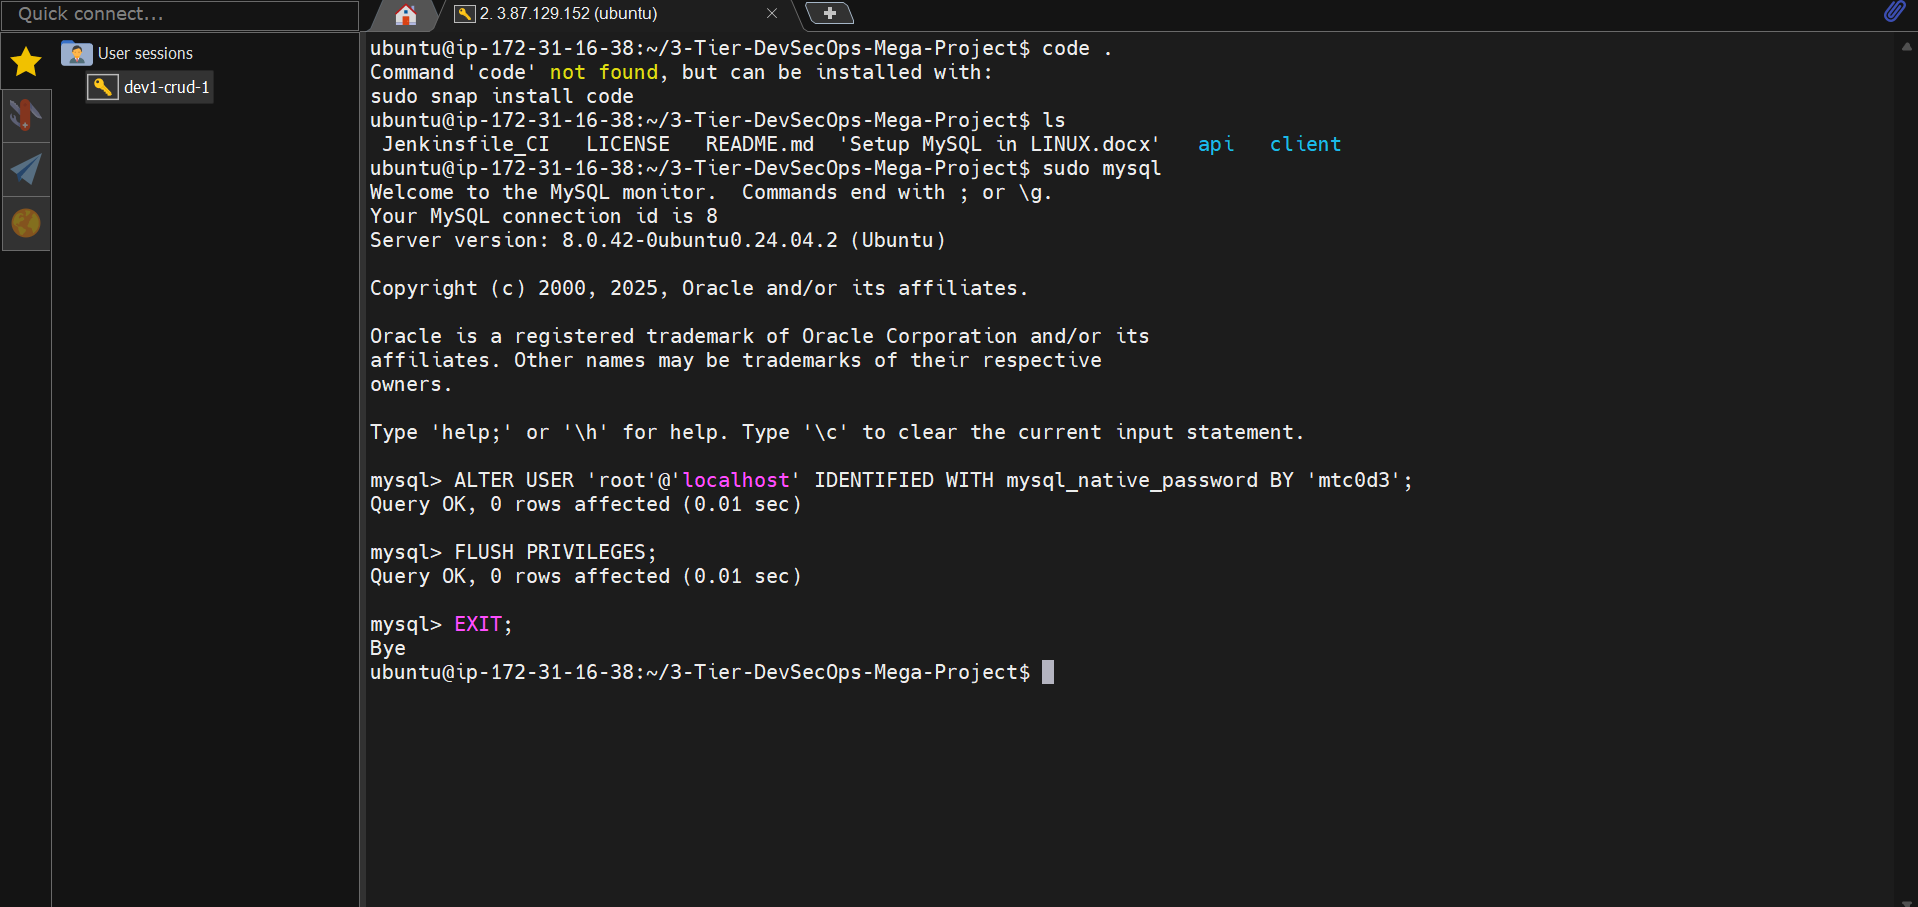 Quick connect...
2. 3.87.129.152 (ubuntu)
User sessions
dev1-crud-1
ubuntu@ip-172-31-16-38:~/3-Tier-DevSecOps-Mega-Project$ code .
Command 'code' not found, but can be installed with:
sudo snap install code
ubuntu@ip-172-31-16-38:~/3-Tier-DevSecOps-Mega-Project$ ls
Jenkinsfile_CI   LICENSE   README.md  'Setup MySQL in LINUX.docx'   api   client
ubuntu@ip-172-31-16-38:~/3-Tier-DevSecOps-Mega-Project$ sudo mysql
Welcome to the MySQL monitor.  Commands end with ; or \g.
Your MySQL connection id is 8
Server version: 8.0.42-0ubuntu0.24.04.2 (Ubuntu)
Copyright (c) 2000, 2025, Oracle and/or its affiliates.
Oracle is a registered trademark of Oracle Corporation and/or its
affiliates. Other names may be trademarks of their respective
owners.
Type 'help;' or '\h' for help. Type '\c' to clear the current input statement.
mysql> ALTER USER 'root'@'localhost' IDENTIFIED WITH mysql_native_password BY 'mtc0d3';
Query OK, 0 rows affected (0.01 sec)
mysql> FLUSH PRIVILEGES;
Query OK, 0 rows affected (0.01 sec)
mysql> EXIT;
Bye
ubuntu@ip-172-31-16-38:~/3-Tier-DevSecOps-Mega-Project$